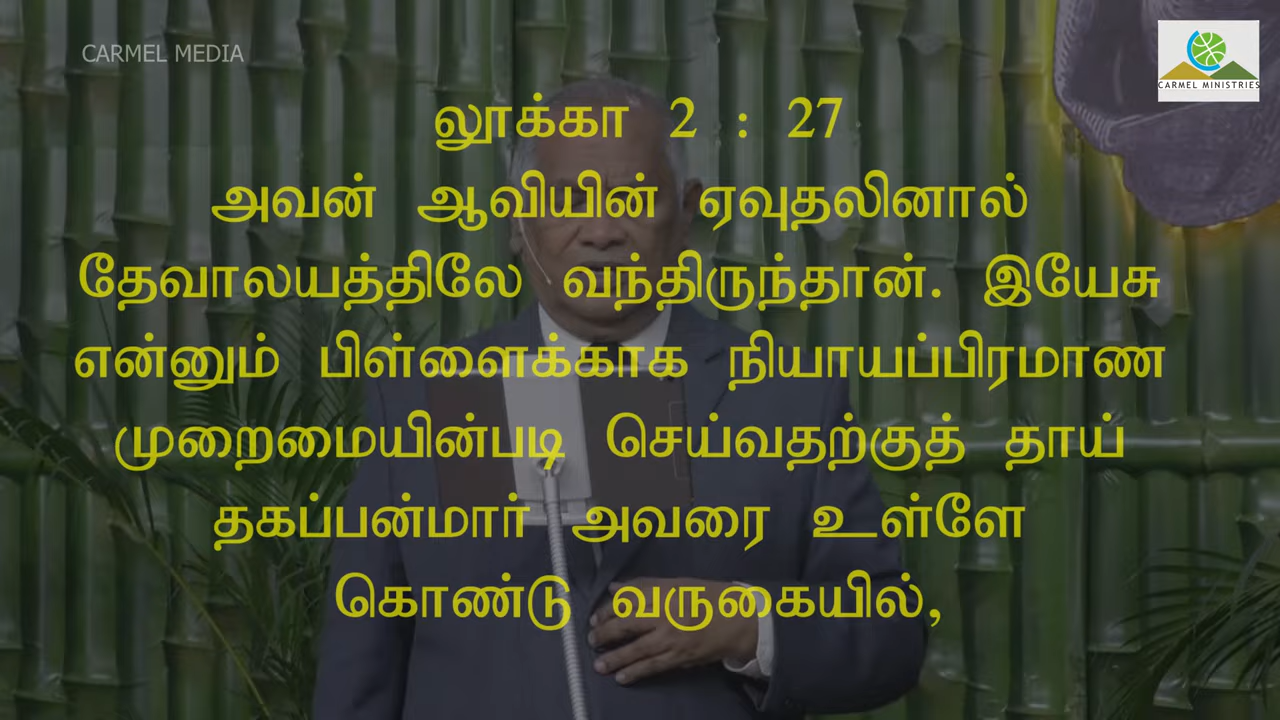 CARMEL MEDIA
CARMEL MINISTRIES
லூக்கா 2 : 27
அவன் ஆவியின் ஏவுதலினால்
தேவாலயத்திலே வந்திருந்தான். இயேசு
என்னும் பிள்ளைக்காக நியாயப்பிரமாண
முறைமையின்படி செய்வதற்குத் தாய்
தகப்பன்மார் அவரை உள்ளே
கொண்டு வருகையில்,